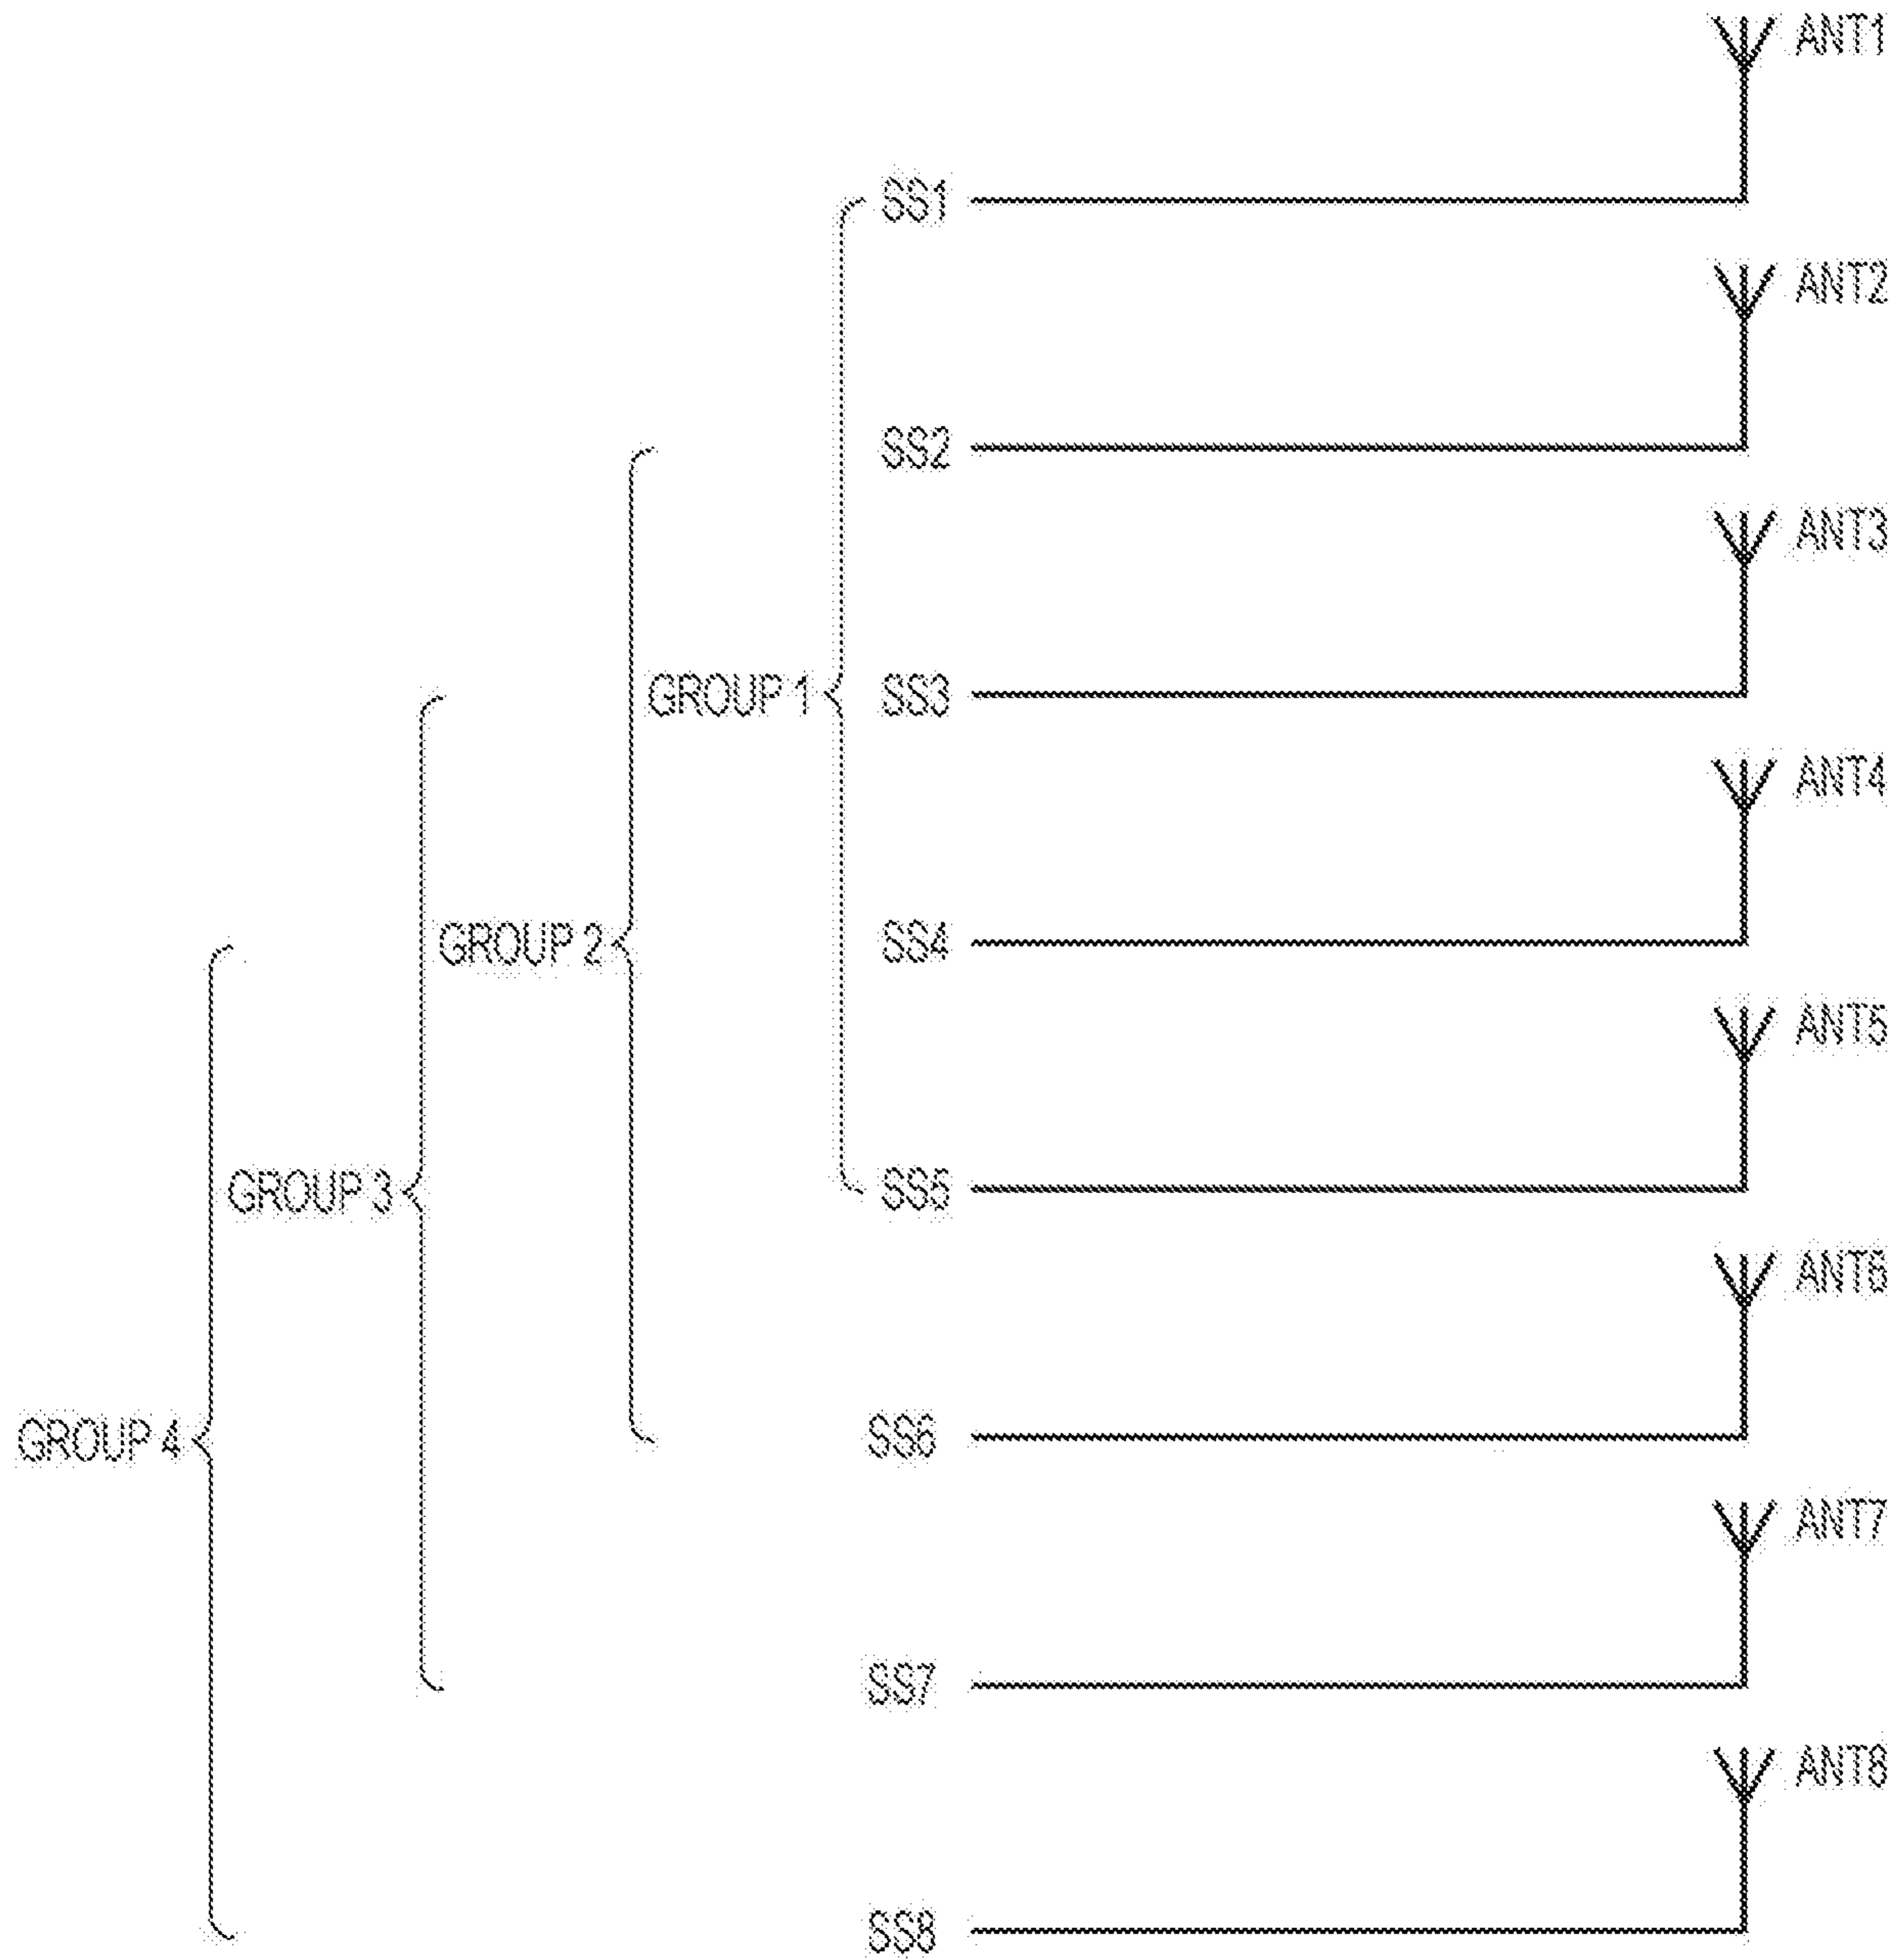 ANT1
SS1
ANT2
SS2
ANT3
GROUP 1 SS3
ANT4
GROUP 2 SS4
ANT5
GROUP 3 SS5
ANT6
GROUP 4 SS6
ANT7
SS7
ANT8
SS8